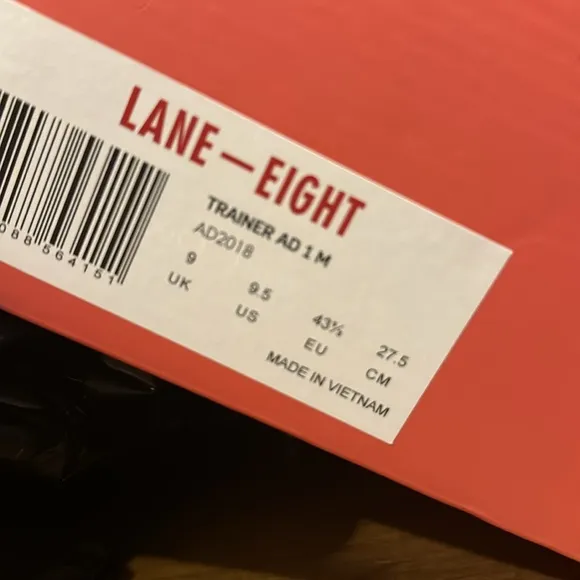 LANE—EIGHT
TRAINER AD 1 M
AD2018
9 9.5 43⅓ 27.5
UK US EU CM
MADE IN VIETNAM
088564151